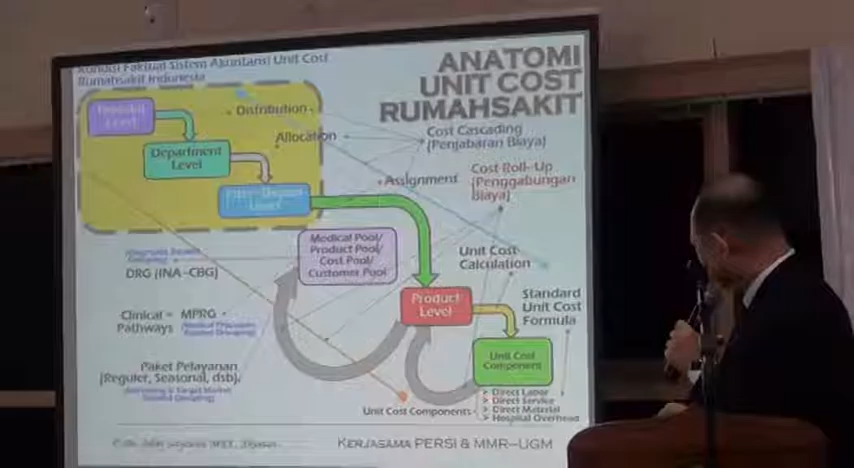 Kondisi Faktual Sistem Akuntansi Unit Cost
Rumahsakit Indonesia
ANATOMI
UNIT COST
RUMAHSAKIT
Level
Distribution
Department
Level
Allocation
Cost Cascading
(Penjabaran Biaya)
Level
Assignment
Cost Roll-Up
(Penggabungan
Biaya)
Medical Pool/
Product Pool/
Cost Pool/
Customer Pool
Unit Cost
Calculation
DRG (INA-CBG)
Product
Level
Standard
Unit Cost
Formula
Clinical = MPRG
Pathways
Unit Cost
Component
Paket Pelayanan
(Reguler, Seasonal, dsb)
Unit Cost Components
> Direct Labor
> Direct Service
> Direct Material
> Hospital Overhead
KERJASAMA PERSI & MMR-UGM